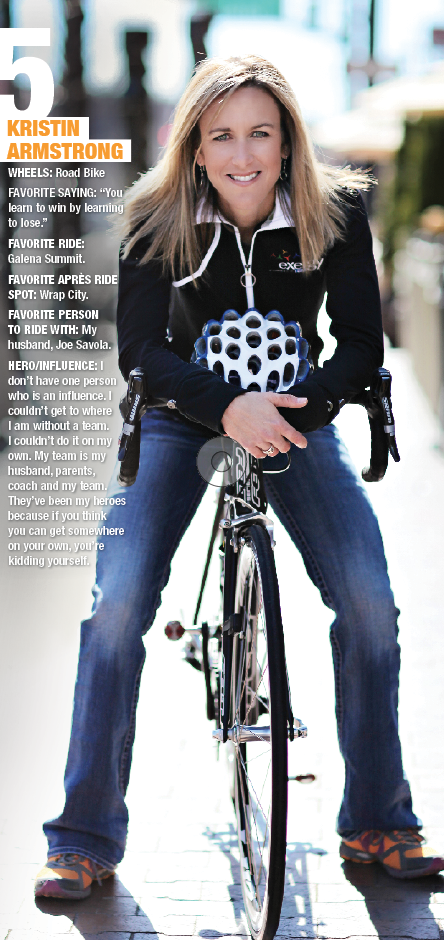 5
KRISTIN
ARMSTRONG
WHEELS: Road Bike
FAVORITE SAYING: “You
learn to win by learning
to lose.”
FAVORITE RIDE:
Galena Summit.
FAVORITE APRÈS RIDE
SPOT: Wrap City.
FAVORITE PERSON
TO RIDE WITH: My
husband, Joe Savola.
HERO/INFLUENCE: I
don’t have one person
who is an influence. I
couldn’t get to where
I am without a team.
I couldn’t do it on my
own. My team is my
husband, parents,
coach and my team.
They’ve been my heroes
because if you think
you can get somewhere
on your own, you’re
kidding yourself.